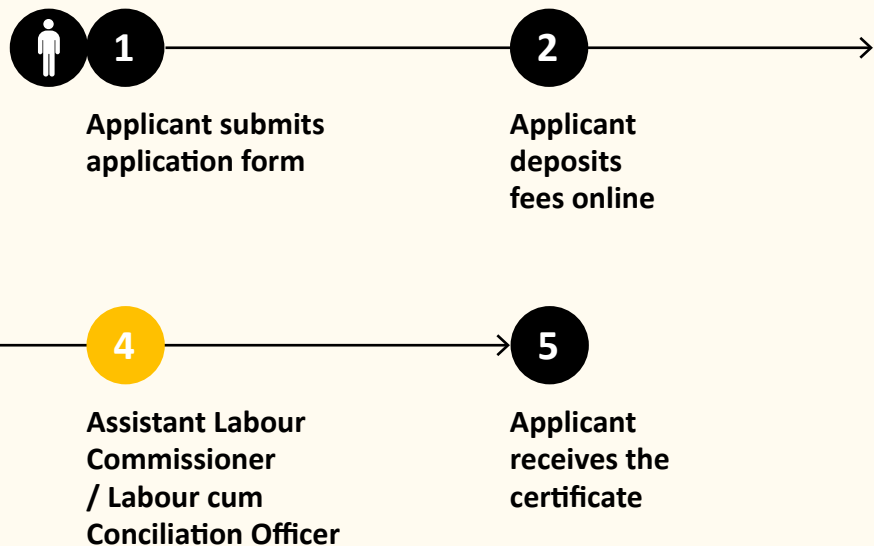 1
Applicant submits
application form
2
Applicant
deposits
fees online
4
Assistant Labour
Commissioner
/ Labour cum
Conciliation Officer
5
Applicant
receives the
certificate